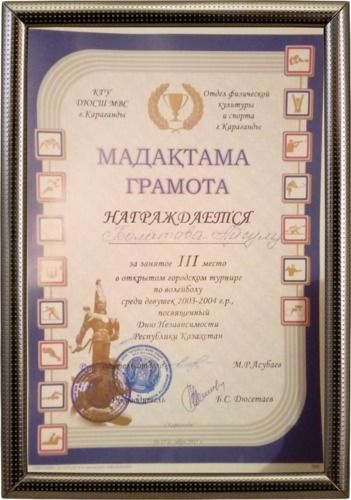 КГУ
ДЮСШ МВС
г.Караганды
Отдел физической
культуры
и спорта
г.Караганды
МАДАҚТАМА
ГРАМОТА
НАГРАЖДАЕТСЯ
за занятое III место
в открытом городском турнире
по волейболу
среди девушек 2003-2004 г.р.,
посвященный
Дню Независимости
Республики Казахстан
М.Р.Агубаев
Б.С. Дюсетаев